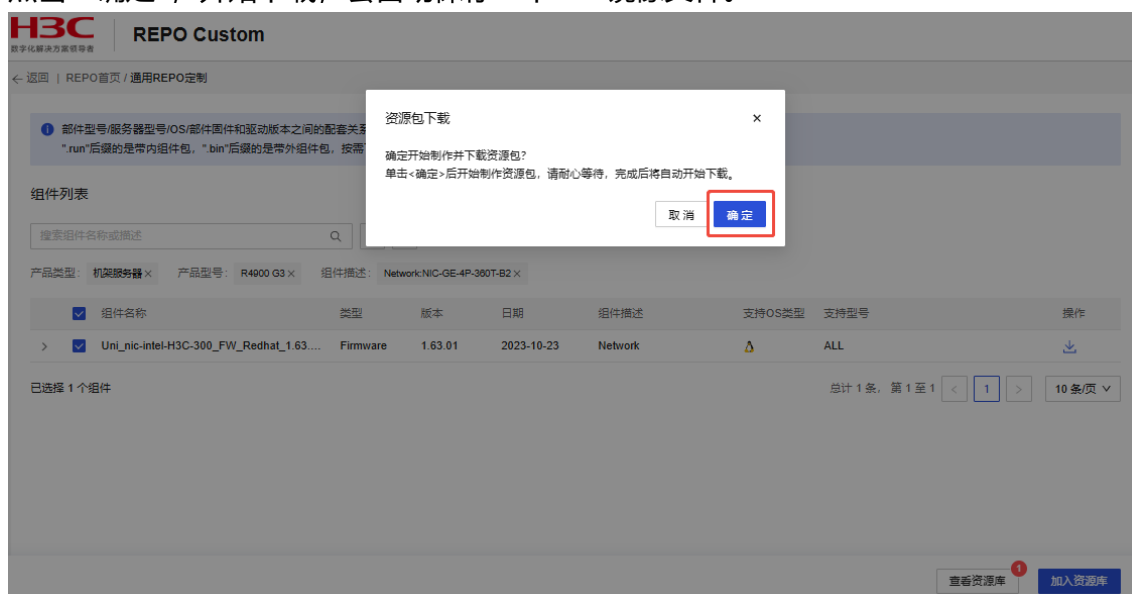 H3C
数字化解决方案领导者
REPO Custom
← 返回 | REPO首页 / 通用REPO定制
部件型号/服务器型号/OS/部件固件和驱动版本之间的配套关系
".run"后缀的是带内组件包，".bin"后缀的是带外组件包，按需
资源包下载 ×
确定开始制作并下载资源包?
单击<确定>后开始制作资源包，请耐心等待，完成后将自动开始下载。
取消 确定
组件列表
搜索组件名称或描述
产品类型: 机架服务器 × 产品型号: R4900 G3 × 组件描述: Network:NIC-GE-4P-360T-B2 ×
组件名称 类型 版本 日期 组件描述 支持OS类型 支持型号 操作
> Uni_nic-intel-H3C-300_FW_Redhat_1.63.... Firmware 1.63.01 2023-10-23 Network ALL
已选择 1 个组件 总计 1 条, 第 1 至 1 < 1 > 10 条/页
查看资源库 1 加入资源库